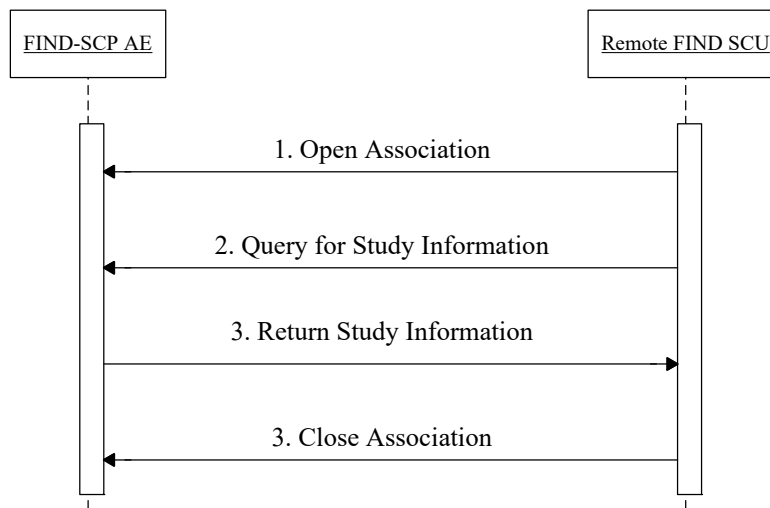 FIND-SCP AE
Remote FIND SCU
1. Open Association
2. Query for Study Information
3. Return Study Information
3. Close Association